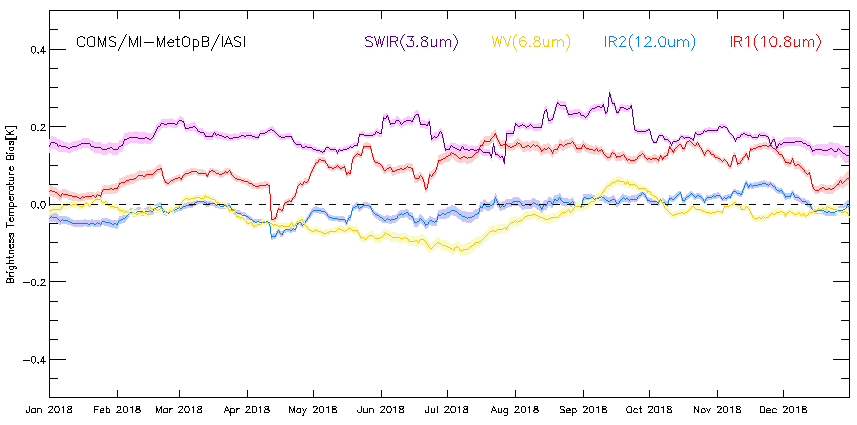 COMS/MI-MetOpB/IASI SWIR(3.8um) WV(6.8um) IR2(12.0um) IR1(10.8um)
Brightness Temperature Bias[K]
0.4
0.2
0.0
-0.2
-0.4
Jan 2018 Feb 2018 Mar 2018 Apr 2018 May 2018 Jun 2018 Jul 2018 Aug 2018 Sep 2018 Oct 2018 Nov 2018 Dec 2018